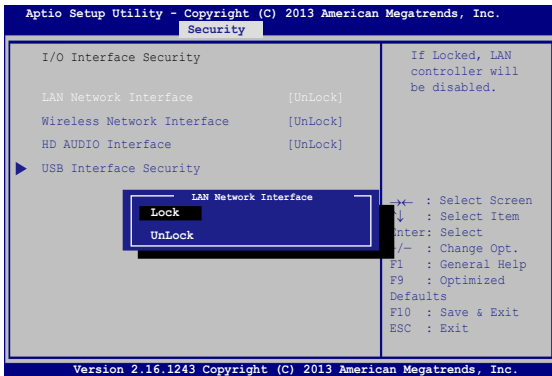 Aptio Setup Utility - Copyright (C) 2013 American Megatrends, Inc.
Security
I/O Interface Security
LAN Network Interface [UnLock]
Wireless Network Interface [UnLock]
HD AUDIO Interface [UnLock]
USB Interface Security
If Locked, LAN
controller will
be disabled.
LAN Network Interface
Lock
UnLock
→← : Select Screen
↑↓ : Select Item
Enter: Select
+/— : Change Opt.
F1 : General Help
F9 : Optimized
Defaults
F10 : Save & Exit
ESC : Exit
Version 2.16.1243 Copyright (C) 2013 American Megatrends, Inc.